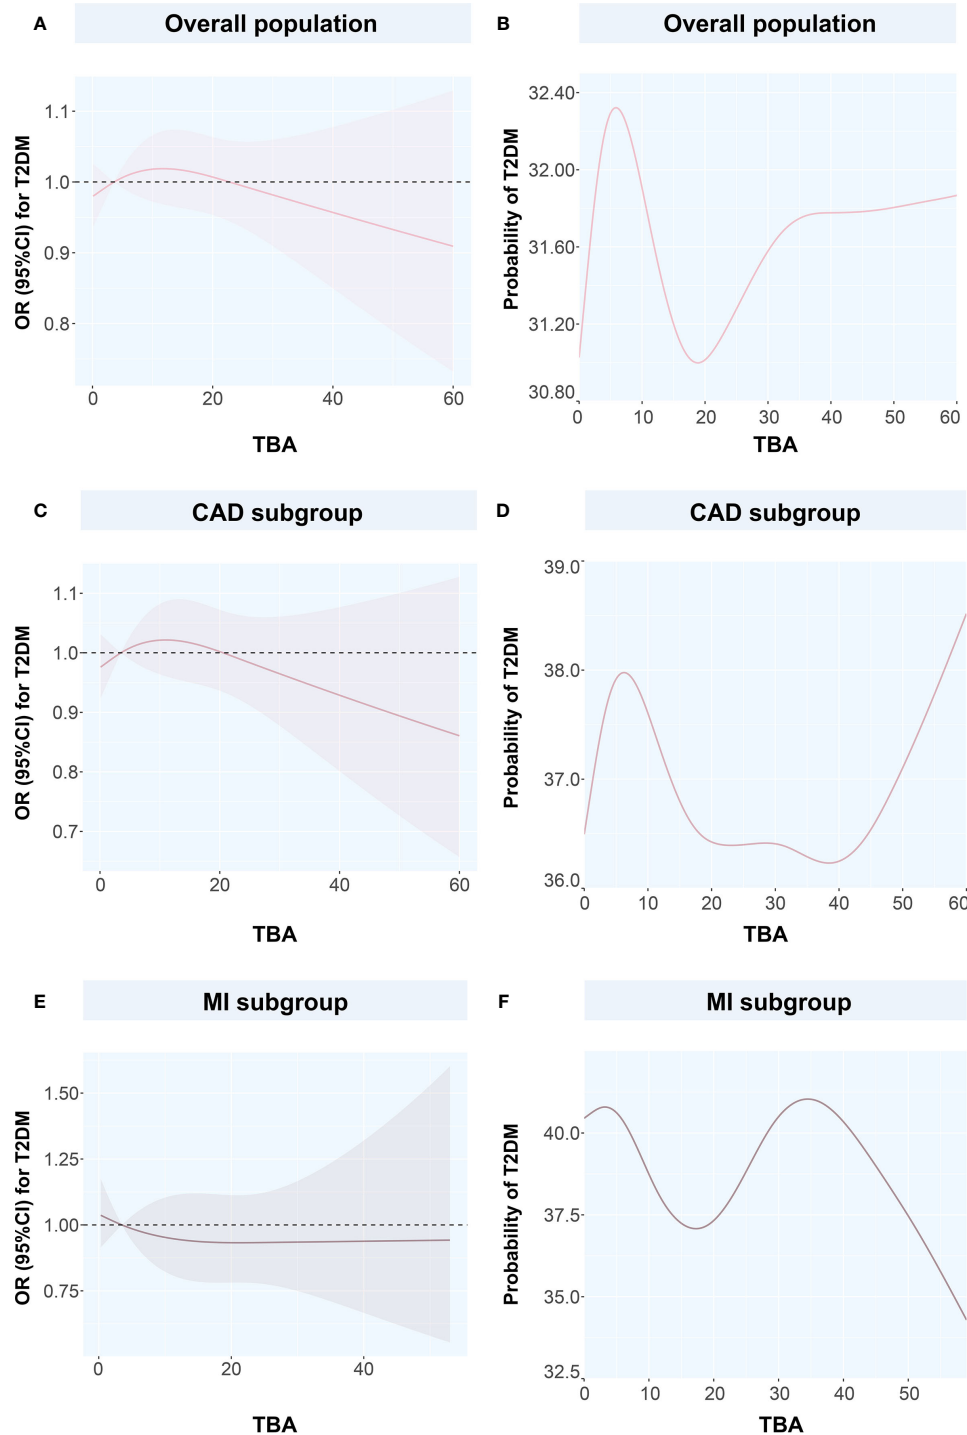 A
Overall population
OR (95%CI) for T2DM
1.1
1.0
0.9
0.8
0
20
40
60
TBA
B
Overall population
Probability of T2DM
32.40
32.00
31.60
31.20
30.80
0
10
20
30
40
50
60
TBA
C
CAD subgroup
OR (95%CI) for T2DM
1.1
1.0
0.9
0.8
0.7
0
20
40
60
TBA
D
CAD subgroup
Probability of T2DM
39.0
38.0
37.0
36.0
0
10
20
30
40
50
60
TBA
E
MI subgroup
OR (95%CI) for T2DM
1.50
1.25
1.00
0.75
0
20
40
TBA
F
MI subgroup
Probability of T2DM
40.0
37.5
35.0
32.5
0
10
20
30
40
50
TBA